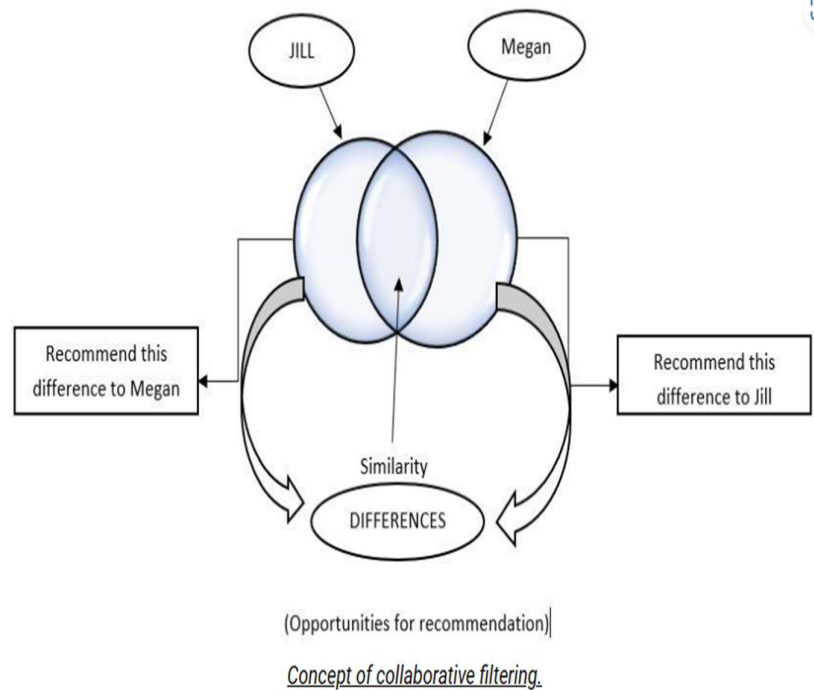 JILL
Megan
Recommend this
difference to Megan
Recommend this
difference to Jill
Similarity
DIFFERENCES
(Opportunities for recommendation)
Concept of collaborative filtering.